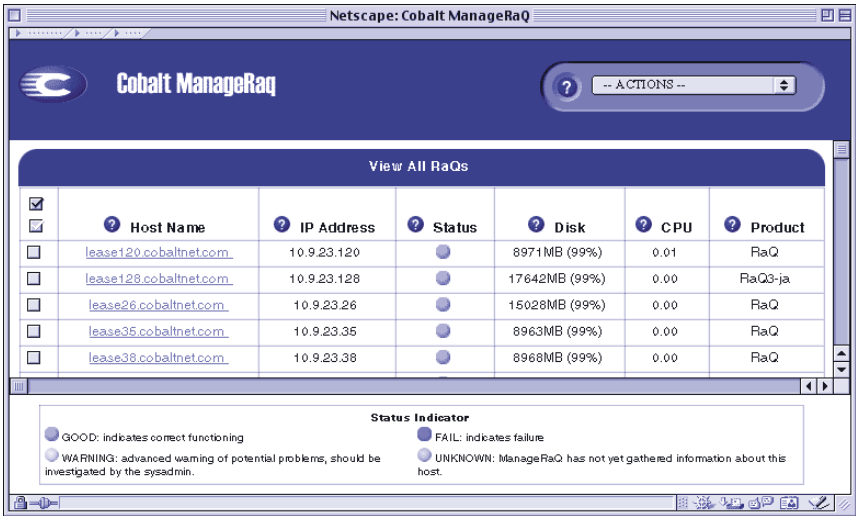 Netscape: Cobalt ManageRaQ
Cobalt ManageRaq
? -- ACTIONS --
View All RaQs
? Host Name ? IP Address ? Status ? Disk ? CPU ? Product
lease120.cobaltnet.com 10.9.23.120 8971MB (99%) 0.01 RaQ
lease128.cobaltnet.com 10.9.23.128 17642MB (99%) 0.00 RaQ3-ja
lease26.cobaltnet.com 10.9.23.26 15028MB (99%) 0.00 RaQ
lease35.cobaltnet.com 10.9.23.35 8963MB (99%) 0.00 RaQ
lease38.cobaltnet.com 10.9.23.38 8968MB (99%) 0.00 RaQ
Status Indicator
GOOD: indicates correct functioning
FAIL: indicates failure
WARNING: advanced warning of potential problems, should be
investigated by the sysadmin.
UNKNOWN: ManageRaQ has not yet gathered information about this
host.